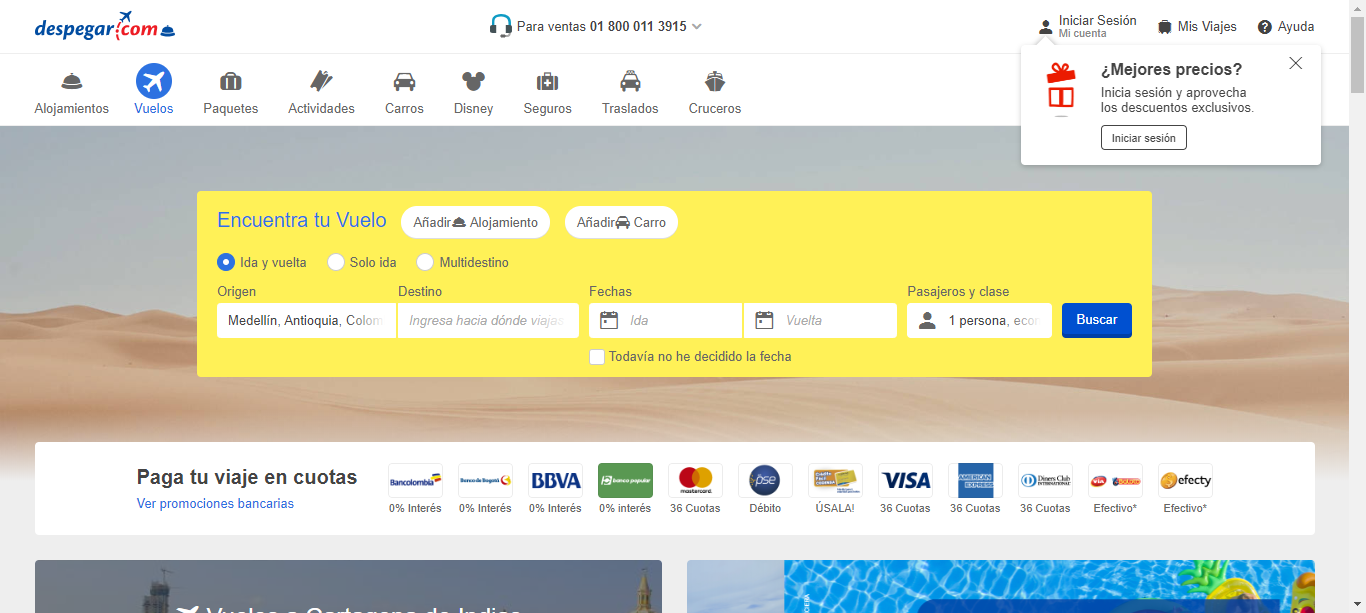 despegar.com
Para ventas 01 800 011 3915
Iniciar Sesión
Mi cuenta
Mis Viajes
Ayuda
Alojamientos
Vuelos
Paquetes
Actividades
Carros
Disney
Seguros
Traslados
Cruceros
¿Mejores precios?
Inicia sesión y aprovecha
los descuentos exclusivos.
Iniciar sesión
Encuentra tu Vuelo
Añadir Alojamiento
Añadir Carro
Ida y vuelta
Solo ida
Multidestino
Origen
Destino
Fechas
Pasajeros y clase
Medellín, Antioquia, Colom
Ingresa hacia dónde viajas
Ida
Vuelta
1 persona, econ
Buscar
Todavía no he decidido la fecha
Paga tu viaje en cuotas
Ver promociones bancarias
Bancolombia
Banco de Bogotá
BBVA
banco popular
mastercard
pse
VISA
AMERICAN EXPRESS
Diners Club
INTERNATIONAL
via
BALOTO
efecty
0% Interés
0% Interés
0% Interés
0% interés
36 Cuotas
Débito
ÚSALA!
36 Cuotas
36 Cuotas
36 Cuotas
Efectivo*
Efectivo*
Vuelos a Cartagena de Indias